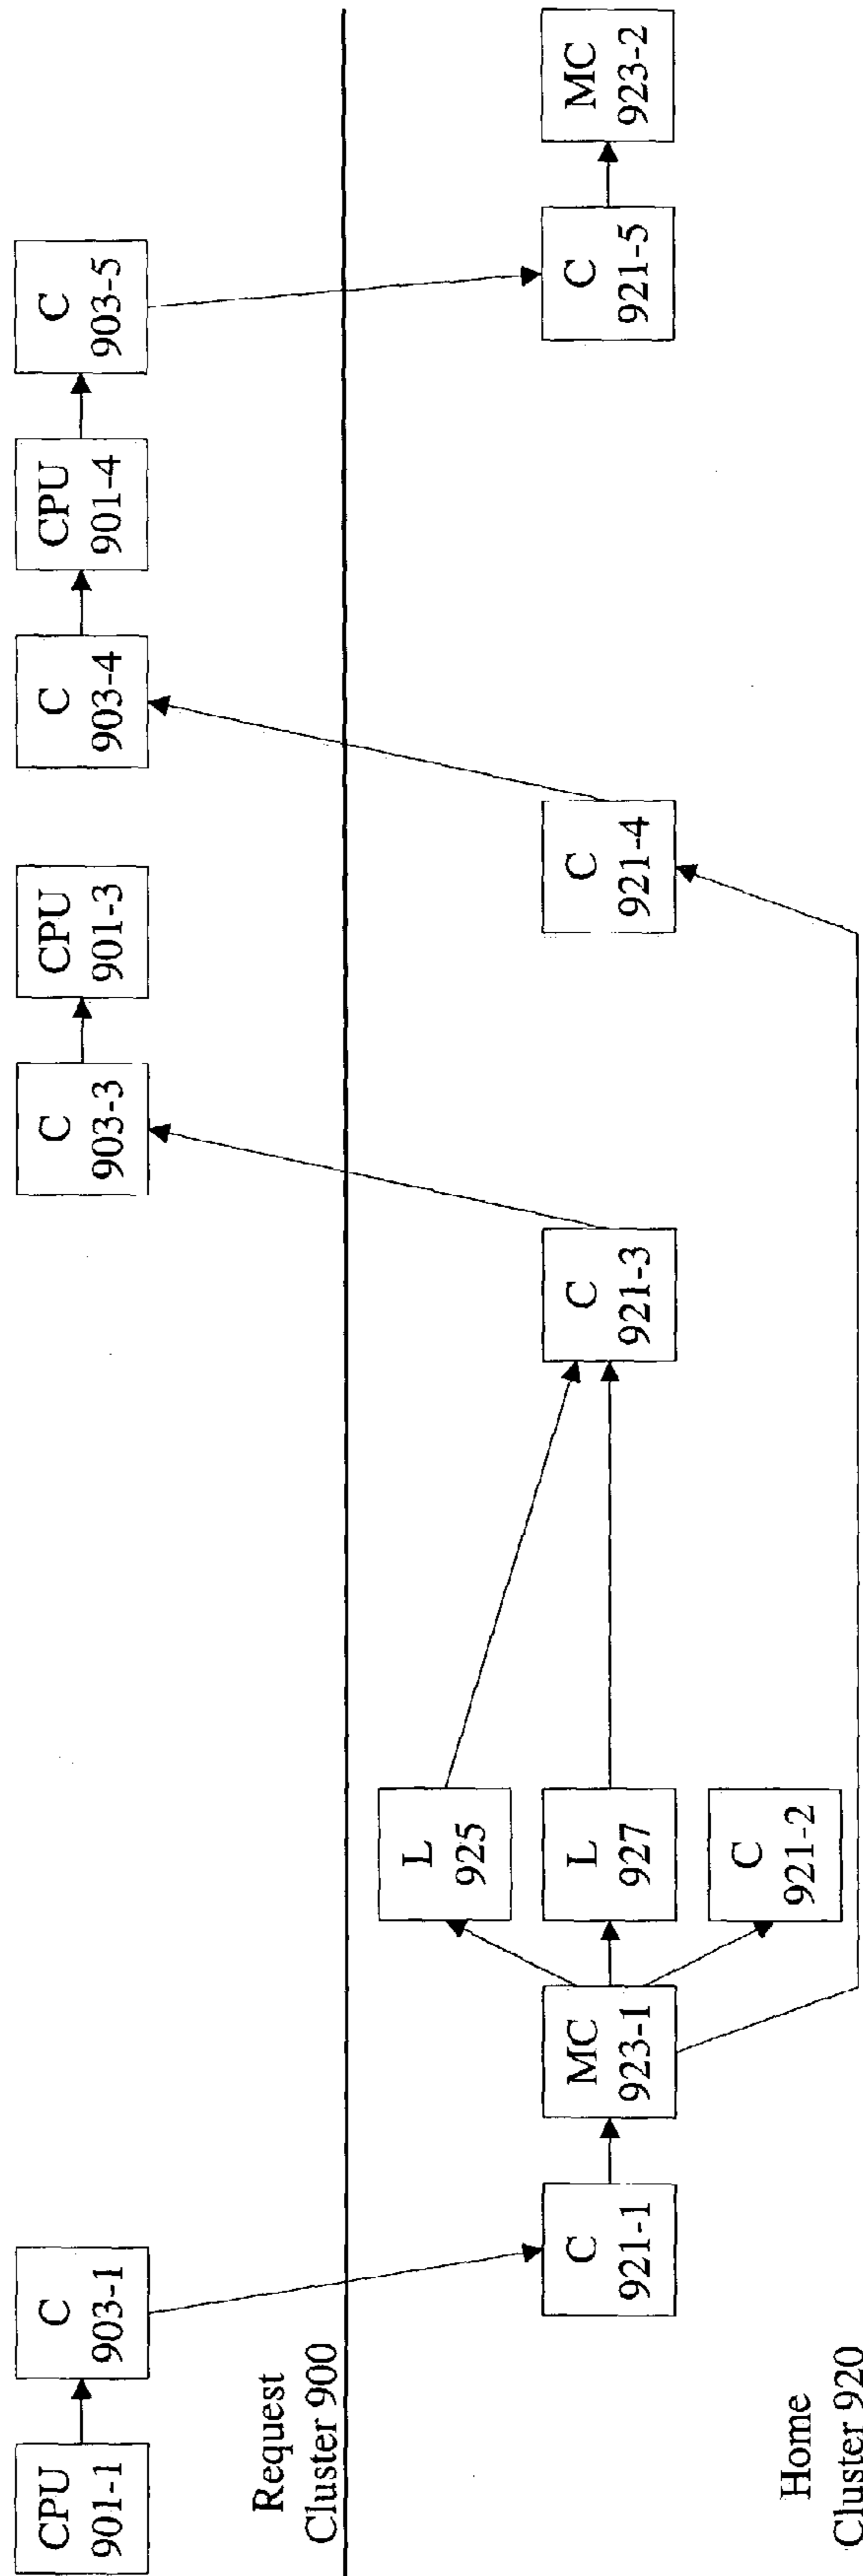 CPU
901-1
C
903-1
C
903-3
CPU
901-3
C
903-4
CPU
901-4
C
903-5
Request
Cluster 900
L
925
C
921-1
MC
923-1
L
927
C
921-3
C
921-4
C
921-5
MC
923-2
C
921-2
Home
Cluster 920